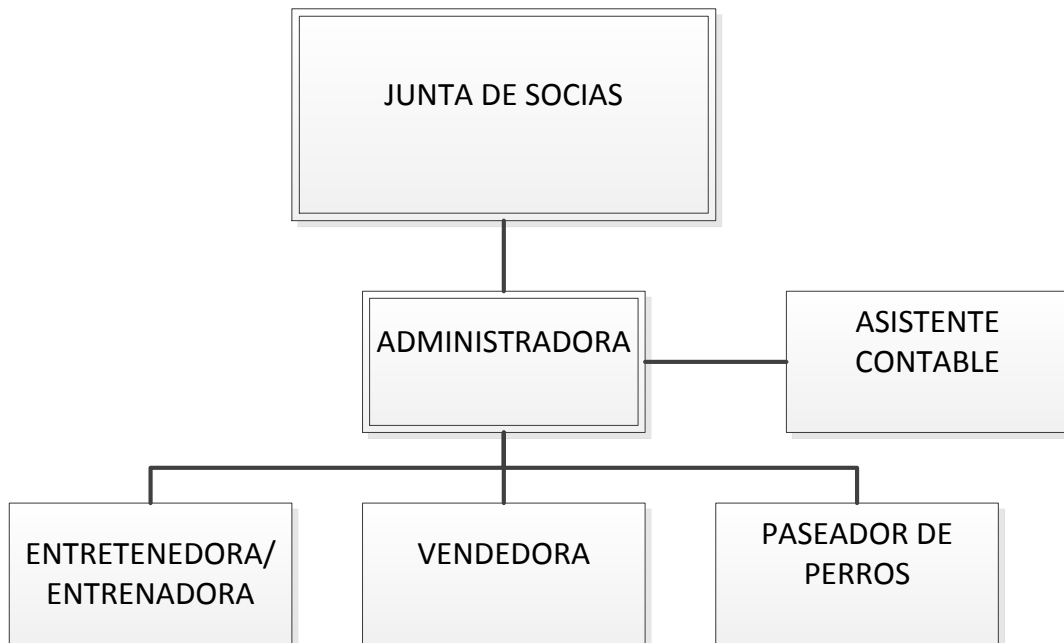 JUNTA DE SOCIAS
ADMINISTRADORA
ASISTENTE
CONTABLE
ENTRETENEDORA/
ENTRENADORA
VENDEDORA
PASEADOR DE
PERROS